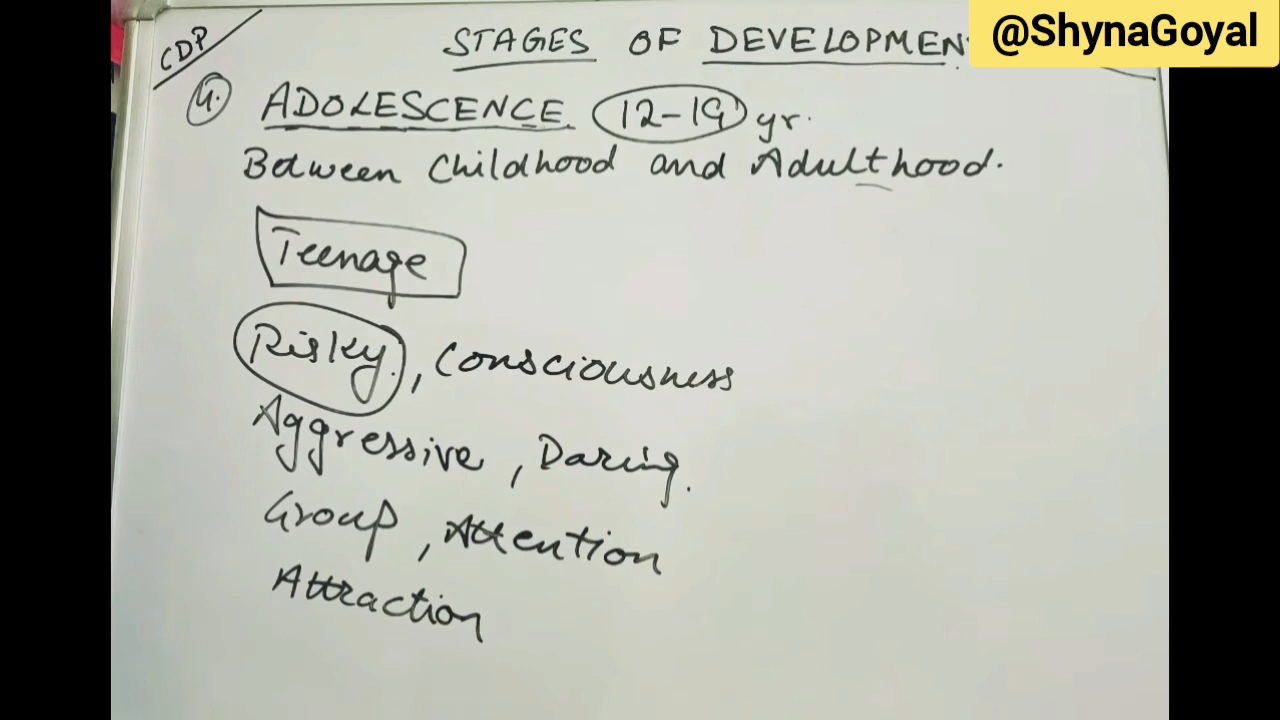 @ShynaGoyal
CDP
STAGES OF DEVELOPMEN
4. ADOLESCENCE 12-19 yr.
Between Childhood and Adulthood.
Teenage
Risky, Consciousness
Aggressive, Daring.
Group, Attention
Attraction